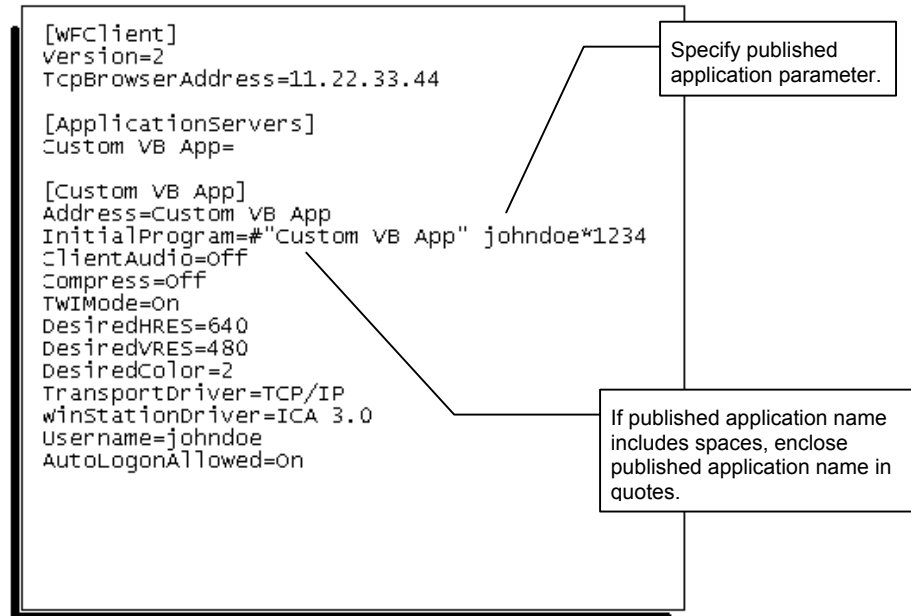 [WFClient]
Version=2
TcpBrowserAddress=11.22.33.44
[ApplicationServers]
Custom VB App=
[Custom VB App]
Address=Custom VB App
InitialProgram=#"Custom VB App" johndoe*1234
ClientAudio=Off
Compress=Off
TWIMode=On
DesiredHRES=640
DesiredVRES=480
DesiredColor=2
TransportDriver=TCP/IP
WinStationDriver=ICA 3.0
Username=johndoe
AutoLogonAllowed=On
Specify published
application parameter.
If published application name
includes spaces, enclose
published application name in
quotes.